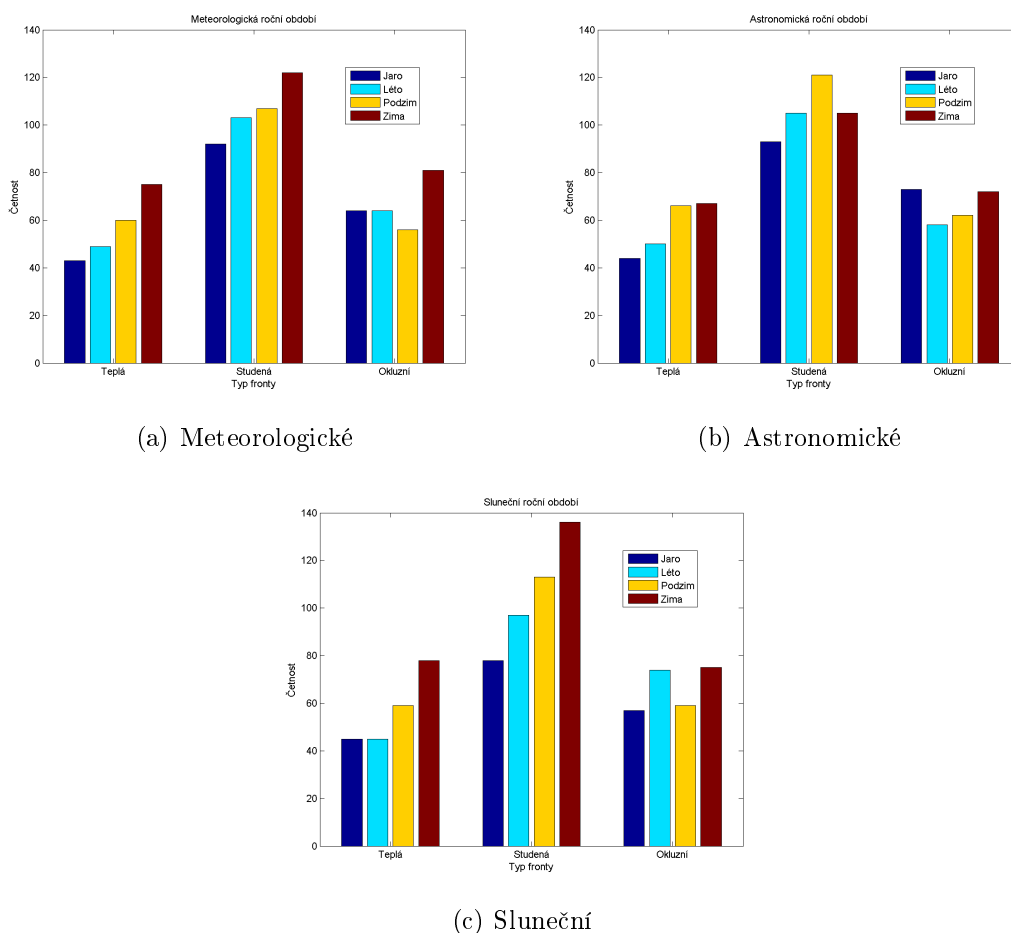 Meteorologická roční období
140
120
100
80
60
40
20
0
Četnost
Jaro
Léto
Podzim
Zima
Teplá
Studená
Okluzní
Typ fronty
(a) Meteorologické
Astronomická roční období
140
120
100
80
60
40
20
0
Četnost
Jaro
Léto
Podzim
Zima
Teplá
Studená
Okluzní
Typ fronty
(b) Astronomické
Sluneční roční období
140
120
100
80
60
40
20
0
Četnost
Jaro
Léto
Podzim
Zima
Teplá
Studená
Okluzní
Typ fronty
(c) Sluneční